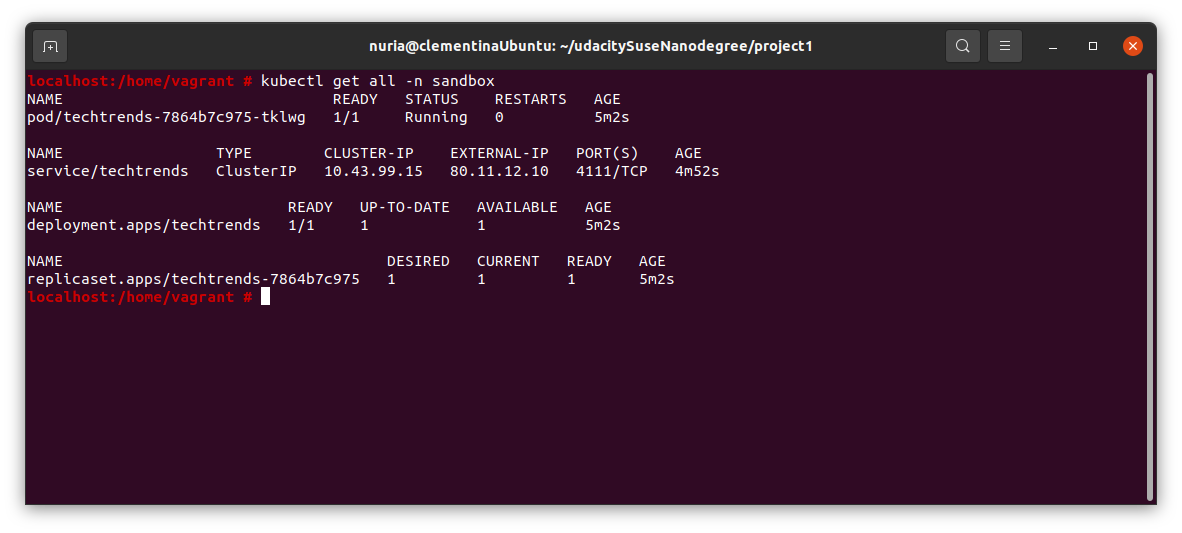 nuria@clementinaUbuntu: ~/udacitySuseNanodegree/project1
localhost:/home/vagrant # kubectl get all -n sandbox
NAME                                  READY   STATUS    RESTARTS   AGE
pod/techtrends-7864b7c975-tklwg   1/1     Running   0          5m2s

NAME                 TYPE        CLUSTER-IP    EXTERNAL-IP   PORT(S)    AGE
service/techtrends   ClusterIP   10.43.99.15   80.11.12.10   4111/TCP   4m52s

NAME                         READY   UP-TO-DATE   AVAILABLE   AGE
deployment.apps/techtrends   1/1     1            1           5m2s

NAME                                    DESIRED   CURRENT   READY   AGE
replicaset.apps/techtrends-7864b7c975   1         1         1       5m2s
localhost:/home/vagrant #